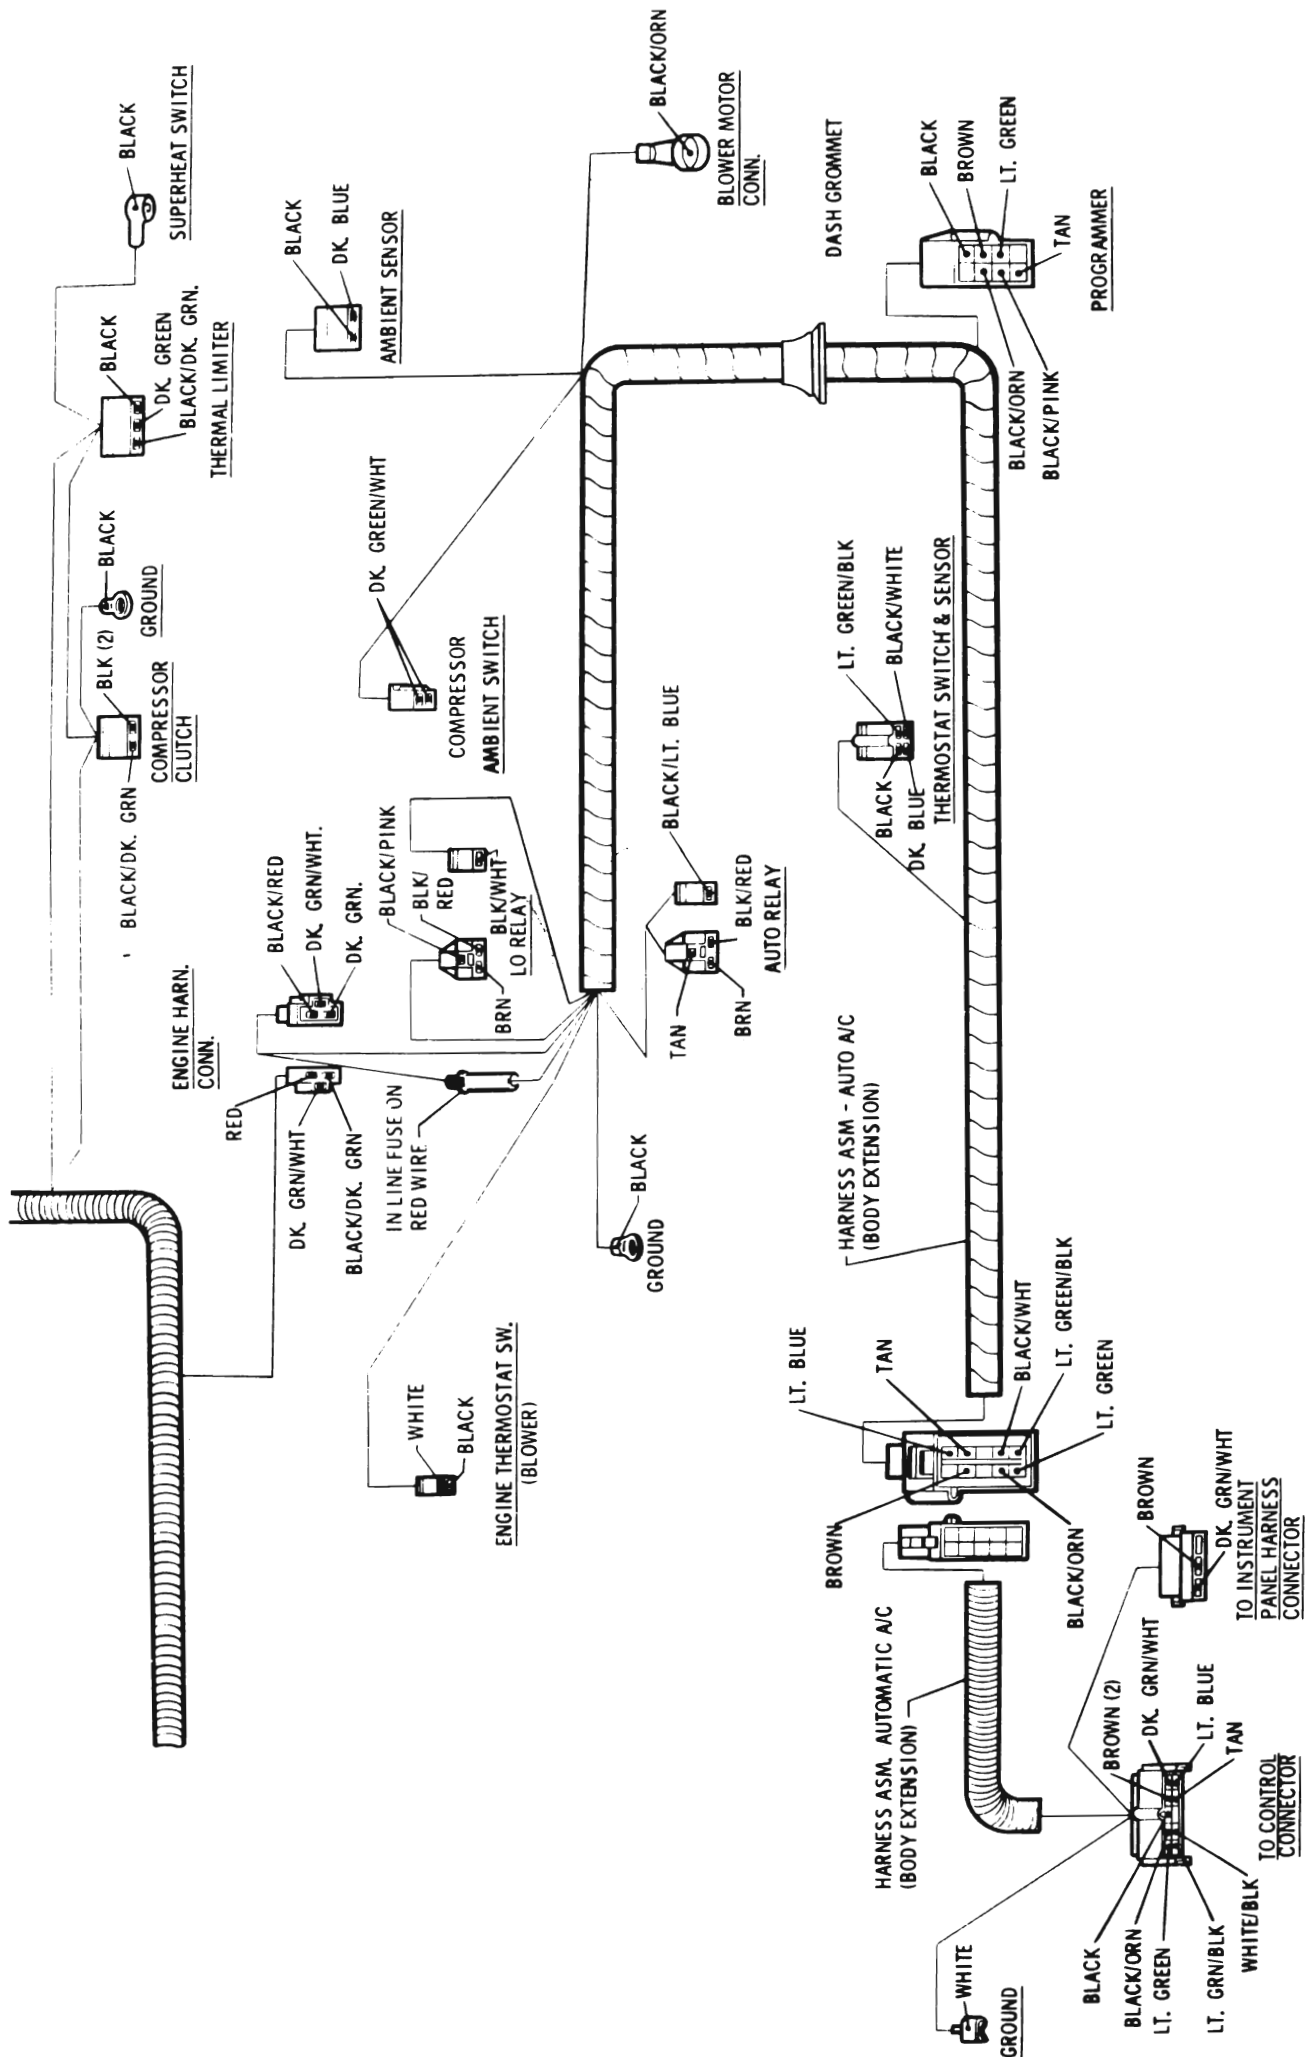 BLACK
SUPERHEAT SWITCH
BLACK
DK. GREEN
BLACK/DK. GRN.
THERMAL LIMITER
BLACK
GROUND
BLK (2)
BLACK/DK. GRN
COMPRESSOR
CLUTCH
BLACK
DK. BLUE
AMBIENT SENSOR
BLACK/ORN
BLOWER MOTOR
CONN.
DK. GREEN/WHT
COMPRESSOR
AMBIENT SWITCH
BLACK/RED
DK. GRN/WHT.
DK. GRN.
ENGINE HARN.
CONN.
RED
DK. GRN/WHT
BLACK/DK. GRN
BLACK/PINK
BLK/
RED
BLK/WHT
LO RELAY
BRN
IN LINE FUSE ON
RED WIRE
BLACK/LT. BLUE
BLK/RED
AUTO RELAY
TAN
BRN
BLACK
GROUND
WHITE
BLACK
ENGINE THERMOSTAT SW.
(BLOWER)
DASH GROMMET
BLACK
BROWN
LT. GREEN
TAN
BLACK/ORN
BLACK/PINK
PROGRAMMER
LT. GREEN/BLK
BLACK/WHITE
BLACK
DK. BLUE
THERMOSTAT SWITCH & SENSOR
HARNESS ASM - AUTO A/C
(BODY EXTENSION)
LT. BLUE
TAN
BLACK/WHT
LT. GREEN/BLK
LT. GREEN
BROWN
BLACK/ORN
HARNESS ASM. AUTOMATIC A/C
(BODY EXTENSION)
BROWN
DK. GRN/WHT
TO INSTRUMENT
PANEL HARNESS
CONNECTOR
BROWN (2)
DK. GRN/WHT
LT. BLUE
TAN
TO CONTROL
CONNECTOR
BLACK
BLACK/ORN
LT. GREEN
LT. GRN/BLK
WHITE/BLK
WHITE
GROUND